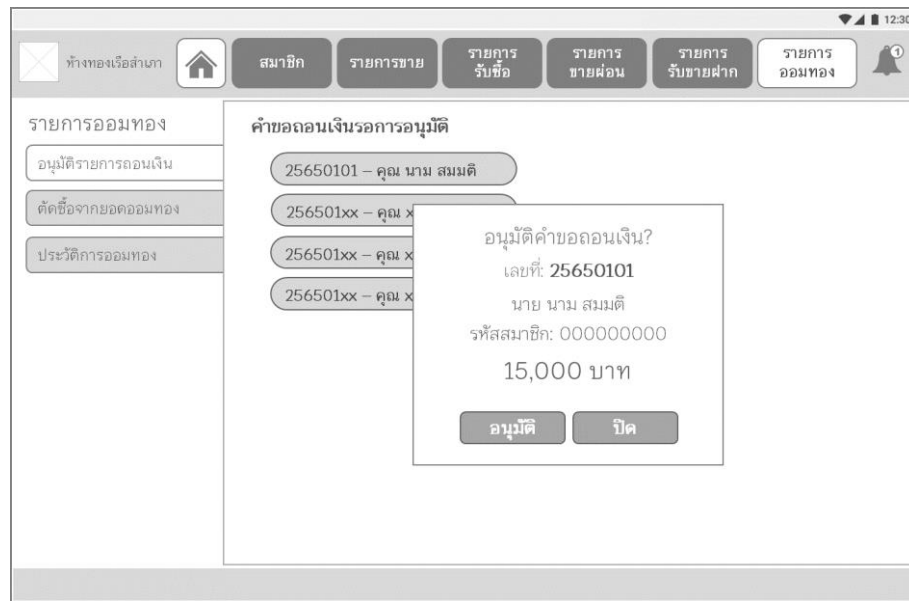 12:30
ห้างทองเรือสำเภา
สมาชิก
รายการขาย
รายการ
รับซื้อ
รายการ
ขายผ่อน
รายการ
รับขายฝาก
รายการ
ออมทอง
1
รายการออมทอง
อนุมัติรายการถอนเงิน
ตัดซื้อจากยอดออมทอง
ประวัติการออมทอง
คำขอถอนเงินรอการอนุมัติ
25650101 – คุณ นาม สมมติ
256501xx – คุณ x
256501xx – คุณ x
256501xx – คุณ x
อนุมัติคำขอถอนเงิน?
เลขที่: 25650101
นาย นาม สมมติ
รหัสสมาชิก: 000000000
15,000 บาท
อนุมัติ
ปิด